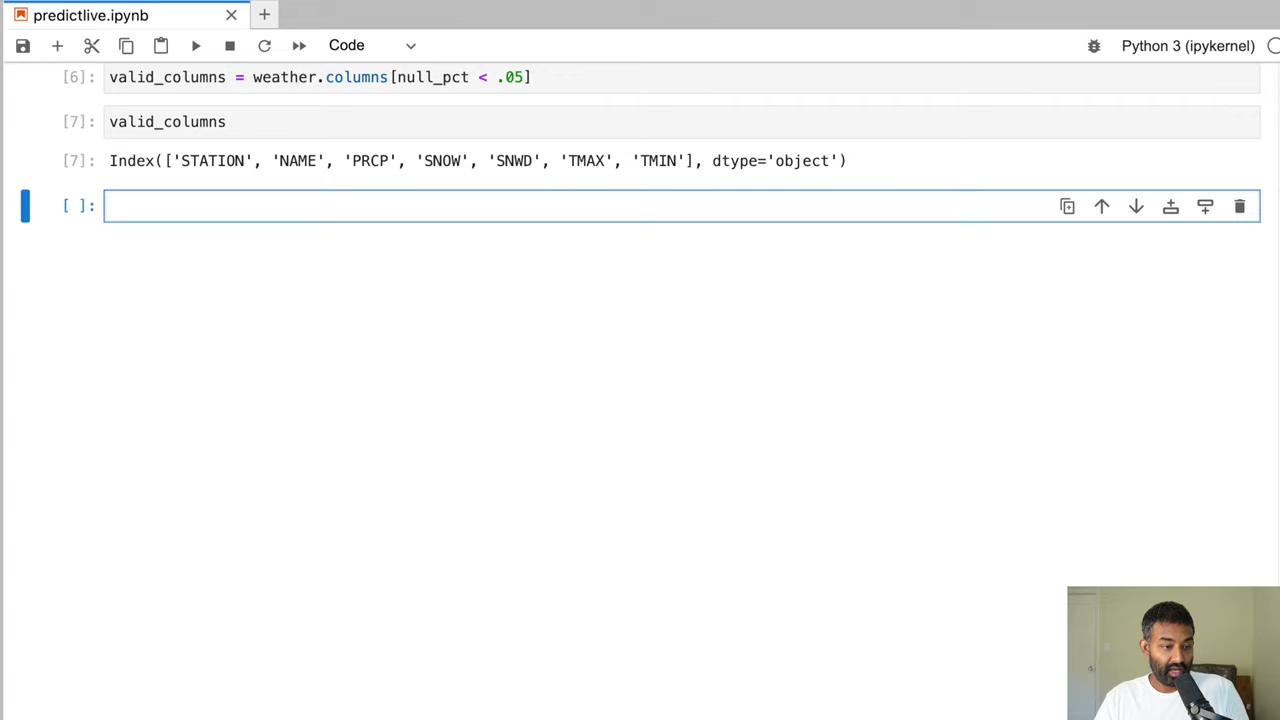 predictlive.ipynb
Code
Python 3 (ipykernel)
[6]: valid_columns = weather.columns[null_pct < .05]
[7]: valid_columns
[7]: Index(['STATION', 'NAME', 'PRCP', 'SNOW', 'SNWD', 'TMAX', 'TMIN'], dtype='object')
[ ]: